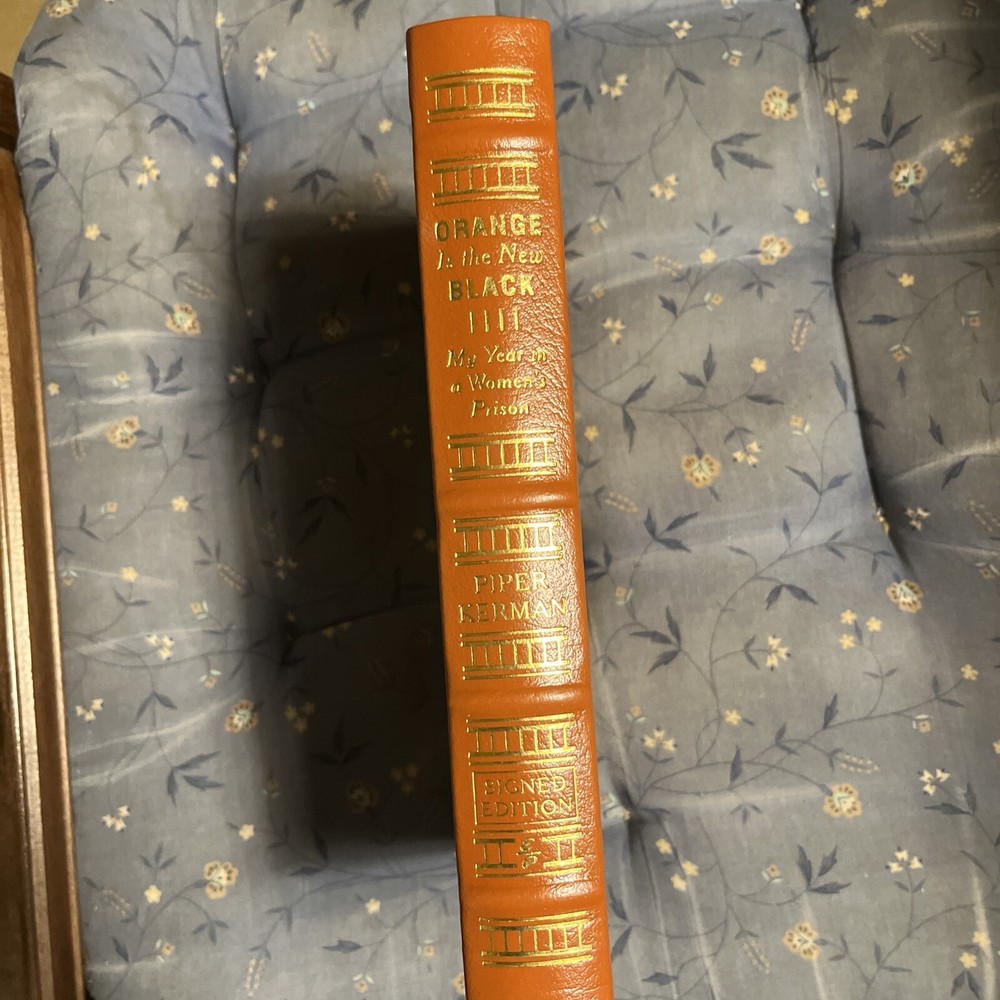 ORANGE
Is the New
BLACK
My Year in
a Women's
Prison
PIPER
KERMAN
SIGNED
EDITION